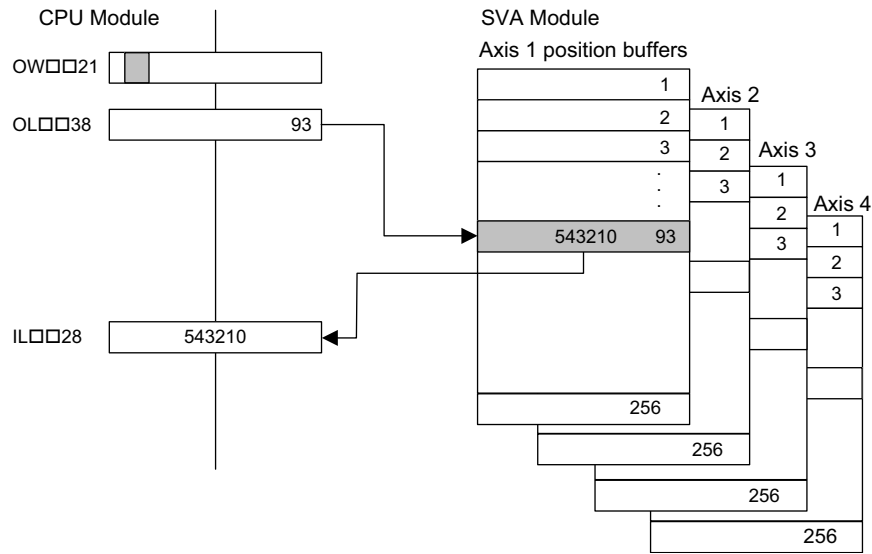 CPU Module
SVA Module
Axis 1 position buffers
OW□□21
1
Axis 2
OL□□38
93
2
1
3
2
Axis 3
.
.
.
3
1
2
Axis 4
543210 93
3
1
2
3
IL□□28
543210
256
256
256
256